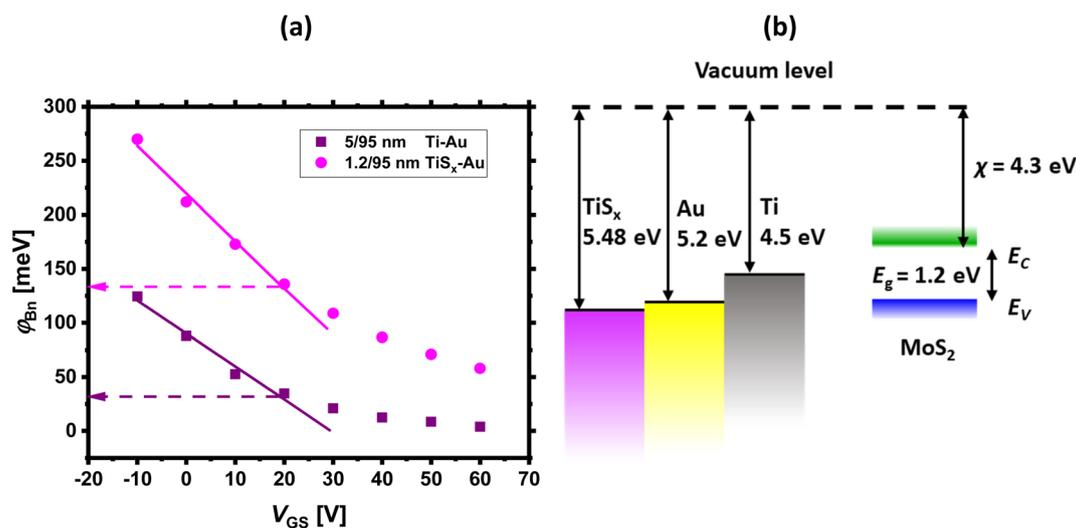 (a)
300
250
200
150
100
50
0
-20 -10 0 10 20 30 40 50 60 70
φBn [meV]
VGS [V]
5/95 nm Ti-Au
1.2/95 nm TiSx-Au
(b)
Vacuum level
TiSx
5.48 eV
Au
5.2 eV
Ti
4.5 eV
χ = 4.3 eV
EC
Eg = 1.2 eV
EV
MoS2